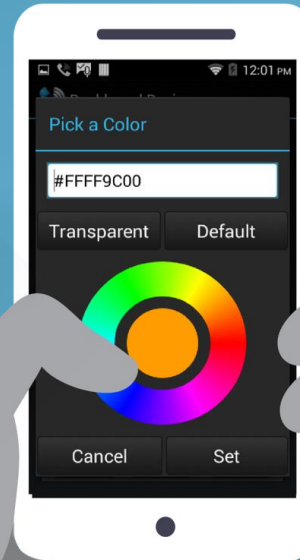 12:01 PM
Pick a Color
#FFFF9C00
Transparent Default
Cancel Set